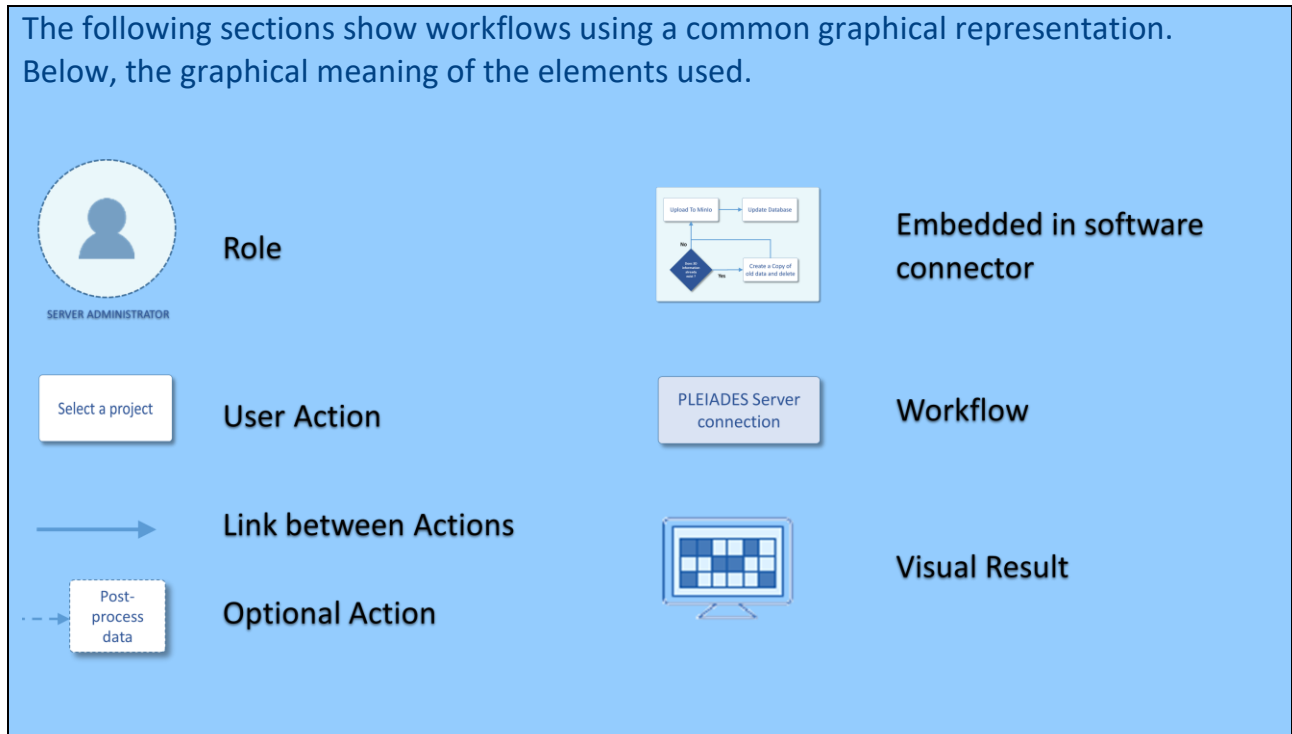 The following sections show workflows using a common graphical representation.
Below, the graphical meaning of the elements used.
SERVER ADMINISTRATOR
Role
Select a project
User Action
Link between Actions
Post-
process
data
Optional Action
Upload To Minio
Update Database
No
Yes
Create a Copy of
old data and delete
Embedded in software
connector
PLEIADES Server
connection
Workflow
Visual Result